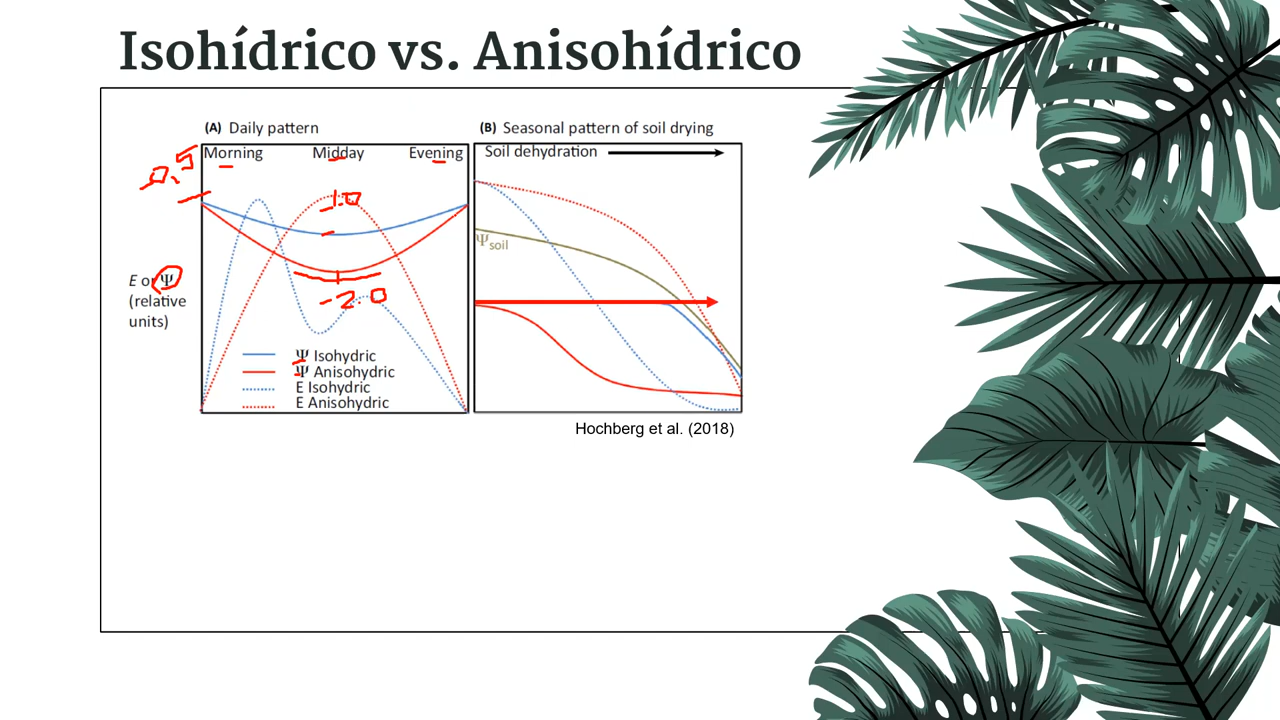 Isohídrico vs. Anisohídrico
(A) Daily pattern
Morning Midday Evening
-0.5
-1.0
-2.0
E or Ψ
(relative
units)
Ψ Isohydric
Ψ Anisohydric
E Isohydric
E Anisohydric
(B) Seasonal pattern of soil drying
Soil dehydration
Ψsoil
Hochberg et al. (2018)